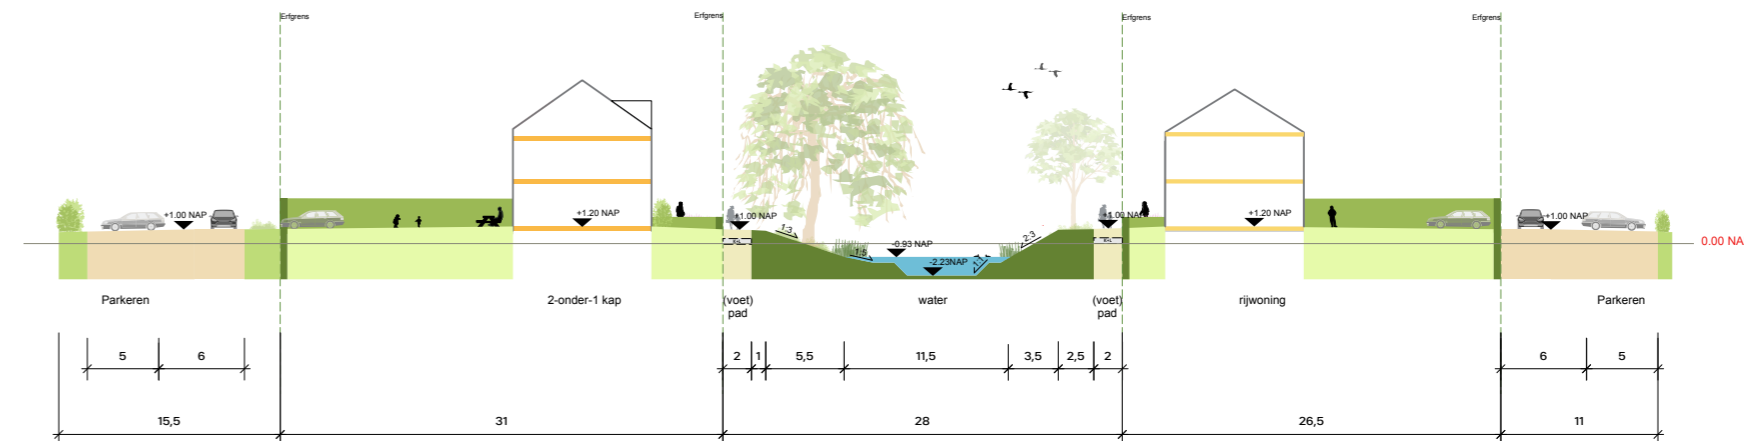 Erfgrens Erfgrens Erfgrens Erfgrens
+1.00 NAP +1.20 NAP +1.00 NAP +1.00 NAP +1.20 NAP +1.00 NAP
1:3 2:3
0.00 NA
-0.93 NAP
1:5
-2.23NAP
Parkeren 2-onder-1 kap (voet) pad water (voet) pad rijwoning Parkeren
5 6 2 1 5,5 11,5 3,5 2,5 2 6 5
15,5 31 28 26,5 11